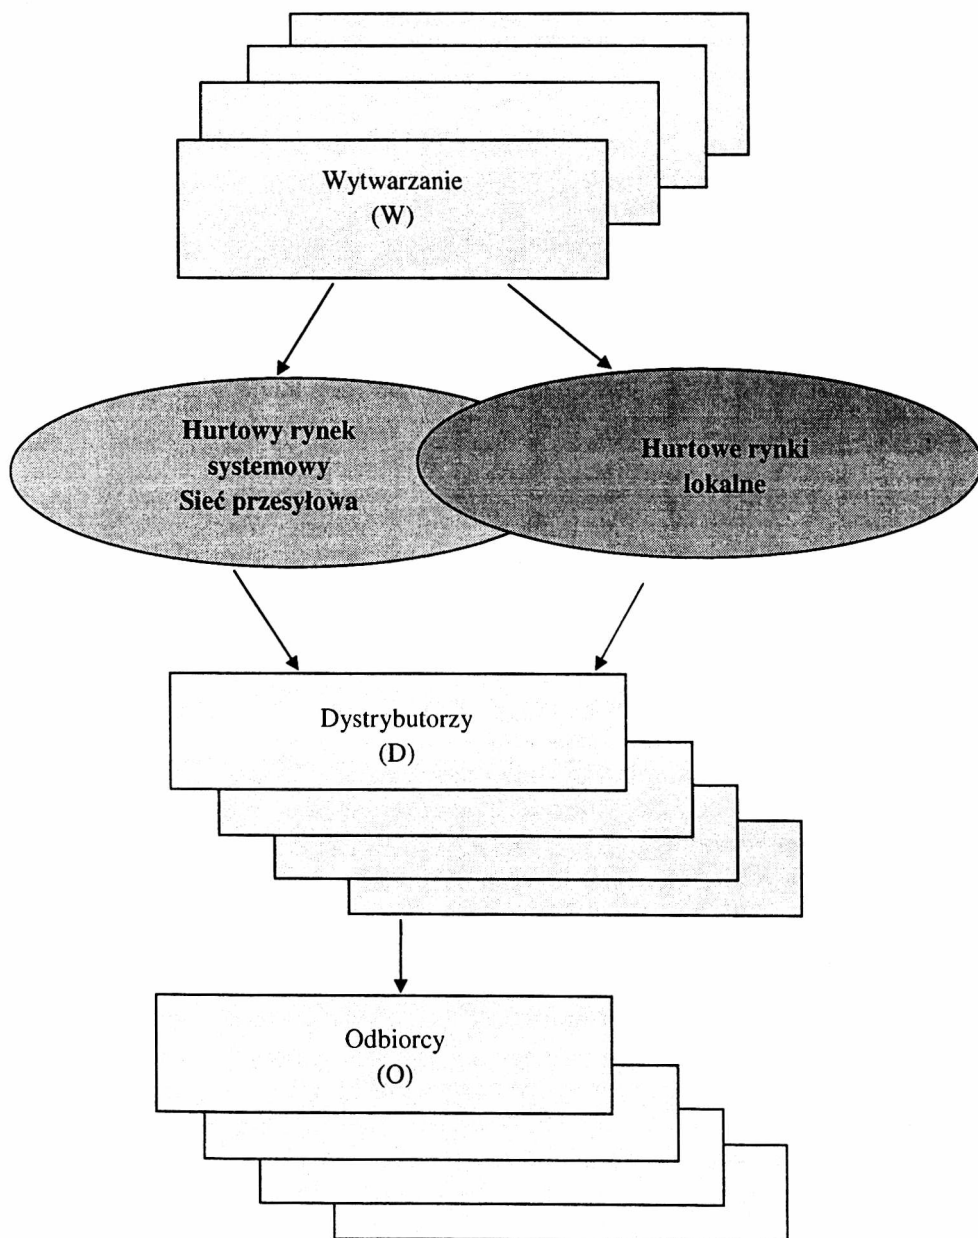 Wytwarzanie
(W)
Hurtowy rynek
systemowy
Sieć przesyłowa
Hurtowe rynki
lokalne
Dystrybutorzy
(D)
Odbiorcy
(O)